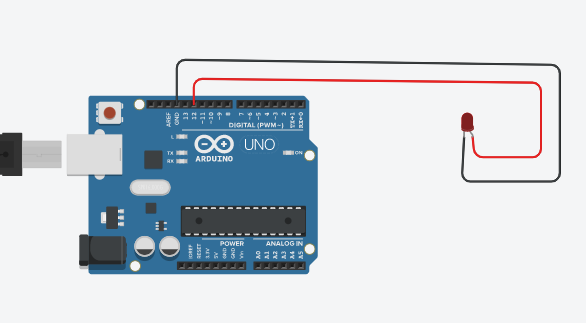 AREF
GND
13
12
~11
~10
~9
8
7
~6
~5
4
~3
2
TX→1
RX←0
DIGITAL (PWM~)
L
TX
RX
UNO
ARDUINO
ON
POWER
ANALOG IN
IOREF
RESET
3.3V
5V
GND
GND
Vin
A0
A1
A2
A3
A4
A5